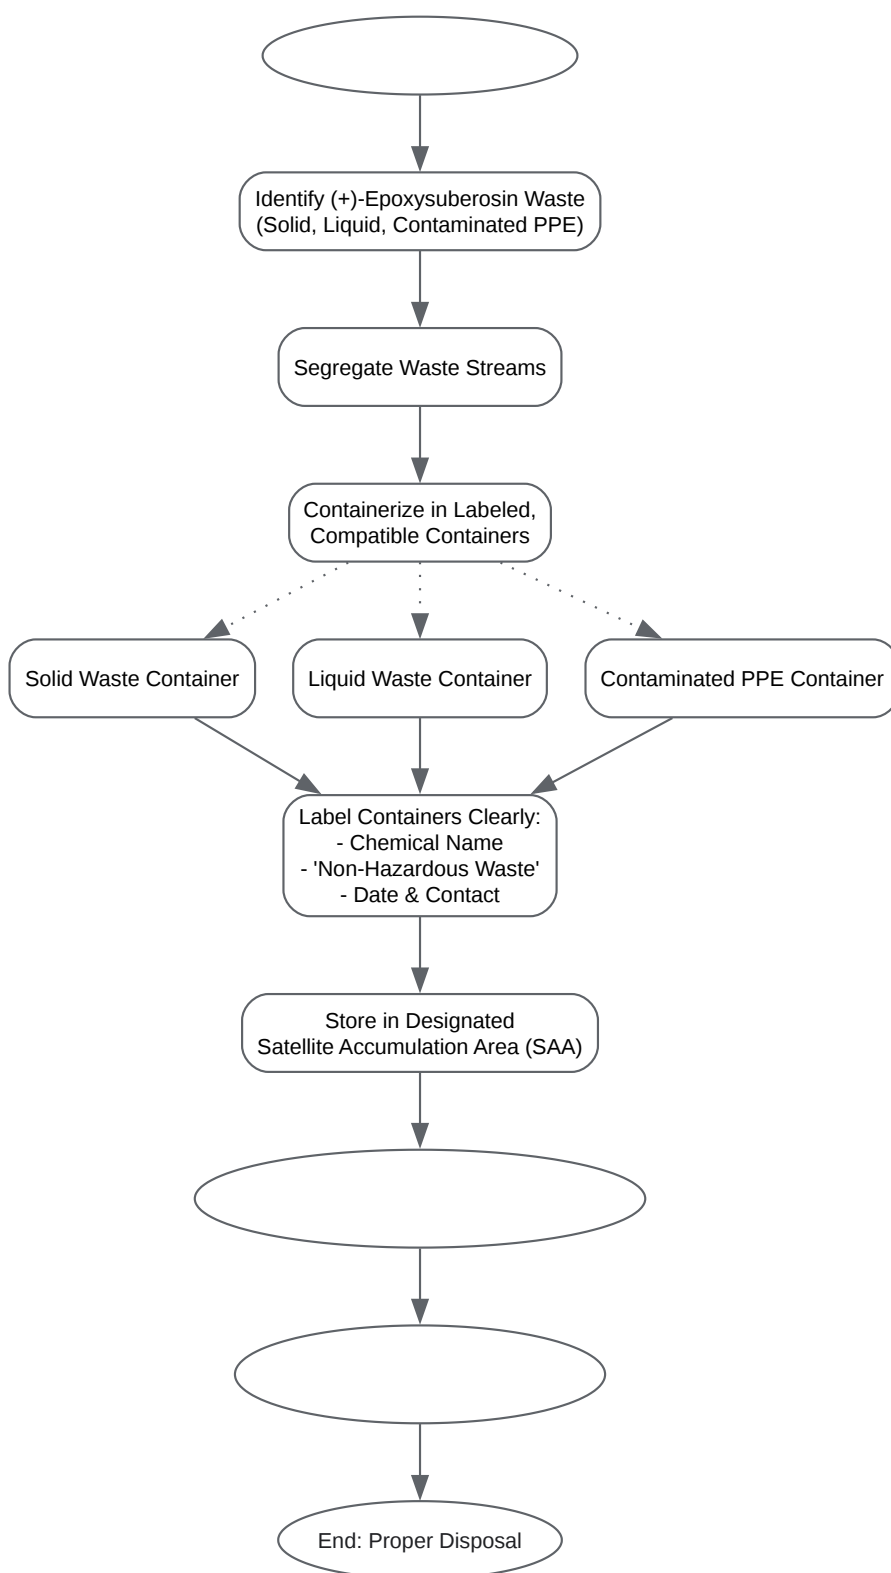 Identify (+)-Epoxysuberosin Waste
(Solid, Liquid, Contaminated PPE)
Segregate Waste Streams
Containerize in Labeled,
Compatible Containers
Solid Waste Container
Liquid Waste Container
Contaminated PPE Container
Label Containers Clearly:
- Chemical Name
- 'Non-Hazardous Waste'
- Date & Contact
Store in Designated
Satellite Accumulation Area (SAA)
End: Proper Disposal